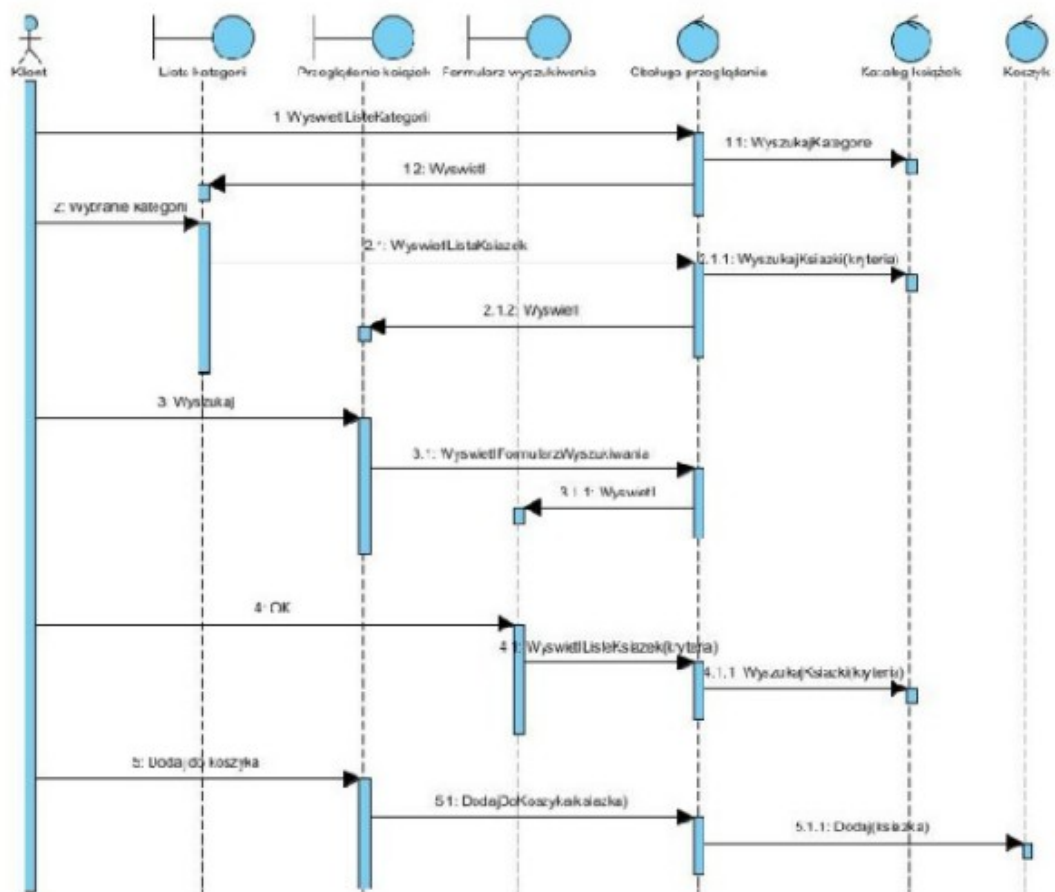 Klient
Lista kategorii
Przeglądanie książek
Formularz wyszukiwania
Obsługa przeglądania
Katalog książek
Koszyk
1 WyswietlListeKategorii
1.1: WyszukajKategorie
1.2: Wyswietl
2: Wybranie kategorii
2.1: WyswietlListaKsiazek
2.1.1: WyszukajKsiazki(kryteria)
2.1.2: Wyswietl
3: Wyszukaj
3.1: WyswietlFormularzWyszukiwania
3.1.1: Wyswietl
4: OK
4.1: WyswietlListeKsiazek(kryteria)
4.1.1 WyszukajKsiazki(kryteria)
5: Dodaj do koszyka
5.1: DodajDoKoszyka(ksiazka)
5.1.1: Dodaj(ksiazka)